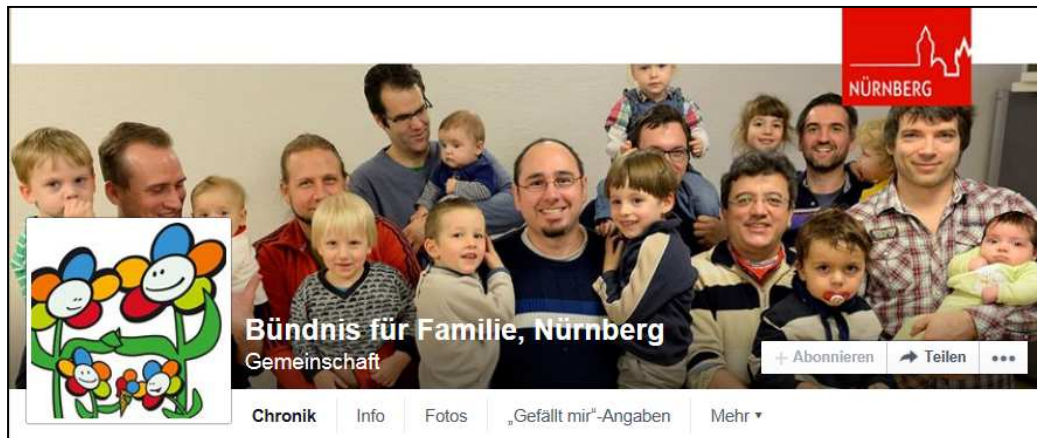 NÜRNBERG
Bündnis für Familie, Nürnberg
Gemeinschaft
+ Abonnieren
Teilen
Chronik
Info
Fotos
„Gefällt mir“-Angaben
Mehr